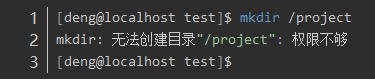 1 [deng@localhost test]$ mkdir /project
2 mkdir: 无法创建目录"/project": 权限不够
3 [deng@localhost test]$